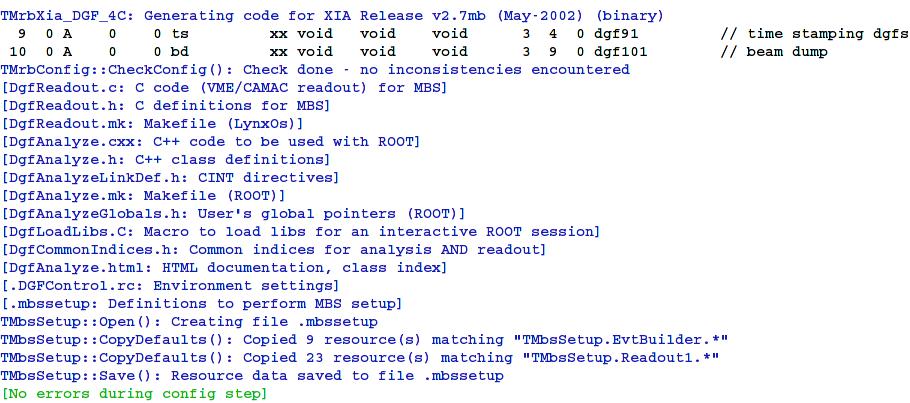 TMrbXia_DGF_4C: Generating code for XIA Release v2.7mb (May-2002) (binary)
9 0 A 0 0 ts xx void void void 3 4 0 dgf91 // time stamping dgfs
10 0 A 0 0 bd xx void void void 3 9 0 dgf101 // beam dump
TMrbConfig::CheckConfig(): Check done - no inconsistencies encountered
[DgfReadout.c: C code (VME/CAMAC readout) for MBS]
[DgfReadout.h: C definitions for MBS]
[DgfReadout.mk: Makefile (LynxOs)]
[DgfAnalyze.cxx: C++ code to be used with ROOT]
[DgfAnalyze.h: C++ class definitions]
[DgfAnalyzeLinkDef.h: CINT directives]
[DgfAnalyze.mk: Makefile (ROOT)]
[DgfAnalyzeGlobals.h: User's global pointers (ROOT)]
[DgfLoadLibs.C: Macro to load libs for an interactive ROOT session]
[DgfCommonIndices.h: Common indices for analysis AND readout]
[DgfAnalyze.html: HTML documentation, class index]
[.DGFControl.rc: Environment settings]
[.mbssetup: Definitions to perform MBS setup]
TMbsSetup::Open(): Creating file .mbssetup
TMbsSetup::CopyDefaults(): Copied 9 resource(s) matching "TMbsSetup.EvtBuilder.*"
TMbsSetup::CopyDefaults(): Copied 23 resource(s) matching "TMbsSetup.Readout1.*"
TMbsSetup::Save(): Resource data saved to file .mbssetup
[No errors during config step]